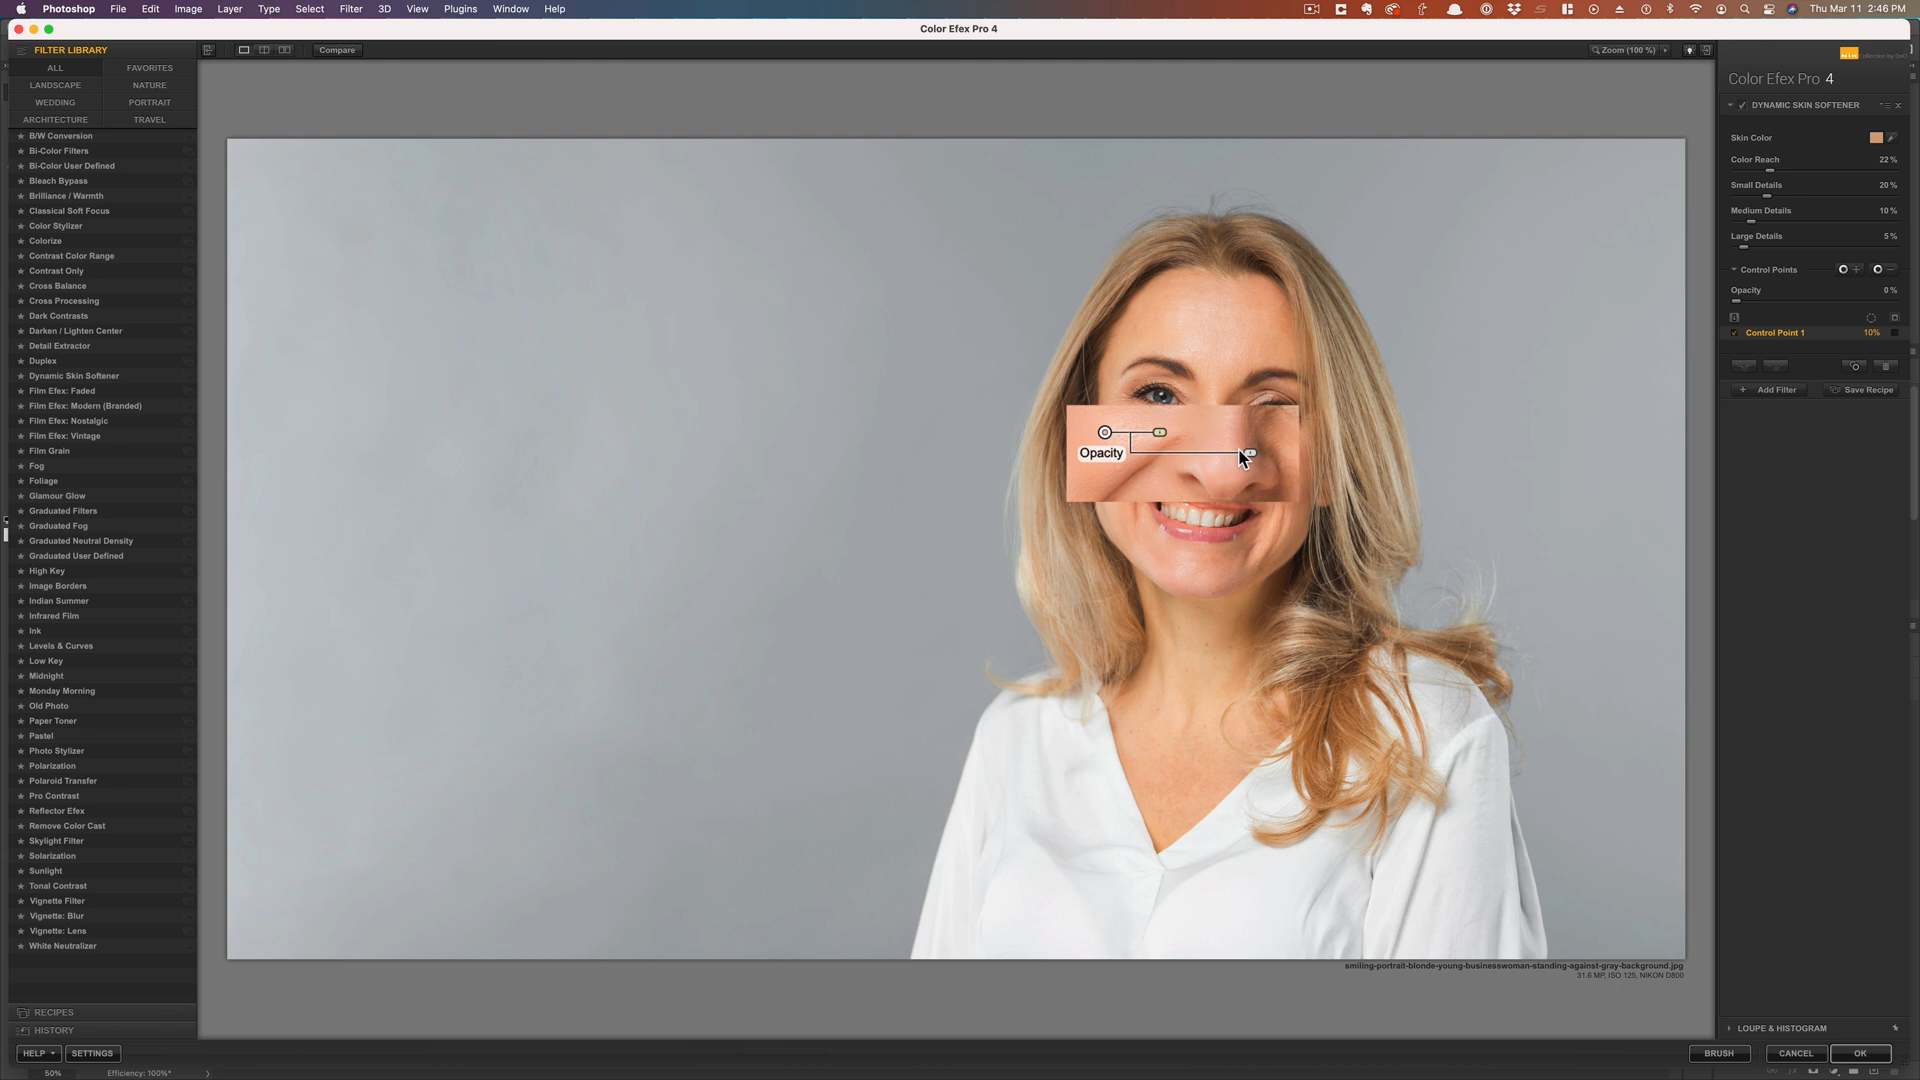 Photoshop File Edit Image Layer Type Select Filter 3D View Plugins Window Help Thu Mar 11 2:46 PM
Color Efex Pro 4
FILTER LIBRARY Compare Zoom (100 %)
ALL FAVORITES
LANDSCAPE NATURE
WEDDING PORTRAIT
ARCHITECTURE TRAVEL
B/W Conversion
Bi-Color Filters
Bi-Color User Defined
Bleach Bypass
Brilliance / Warmth
Classical Soft Focus
Color Stylizer
Colorize
Contrast Color Range
Contrast Only
Cross Balance
Cross Processing
Dark Contrasts
Darken / Lighten Center
Detail Extractor
Duplex
Dynamic Skin Softener
Film Efex: Faded
Film Efex: Modern (Branded)
Film Efex: Nostalgic
Film Efex: Vintage
Film Grain
Fog
Foliage
Glamour Glow
Graduated Filters
Graduated Fog
Graduated Neutral Density
Graduated User Defined
High Key
Image Borders
Indian Summer
Infrared Film
Ink
Levels & Curves
Low Key
Midnight
Monday Morning
Old Photo
Paper Toner
Pastel
Photo Stylizer
Polarization
Polaroid Transfer
Pro Contrast
Reflector Efex
Remove Color Cast
Skylight Filter
Solarization
Sunlight
Tonal Contrast
Vignette Filter
Vignette: Blur
Vignette: Lens
White Neutralizer
RECIPES
HISTORY
HELP SETTINGS
50% Efficiency: 100%*
Opacity
smiling-portrait-blonde-young-businesswoman-standing-against-gray-background.jpg
31.6 MP, ISO 125, NIKON D800
Collection by DxO
Color Efex Pro 4
DYNAMIC SKIN SOFTENER
Skin Color
Color Reach 22 %
Small Details 20 %
Medium Details 10 %
Large Details 5 %
Control Points
Opacity 0 %
Control Point 1 10%
Add Filter Save Recipe
LOUPE & HISTOGRAM
BRUSH CANCEL OK